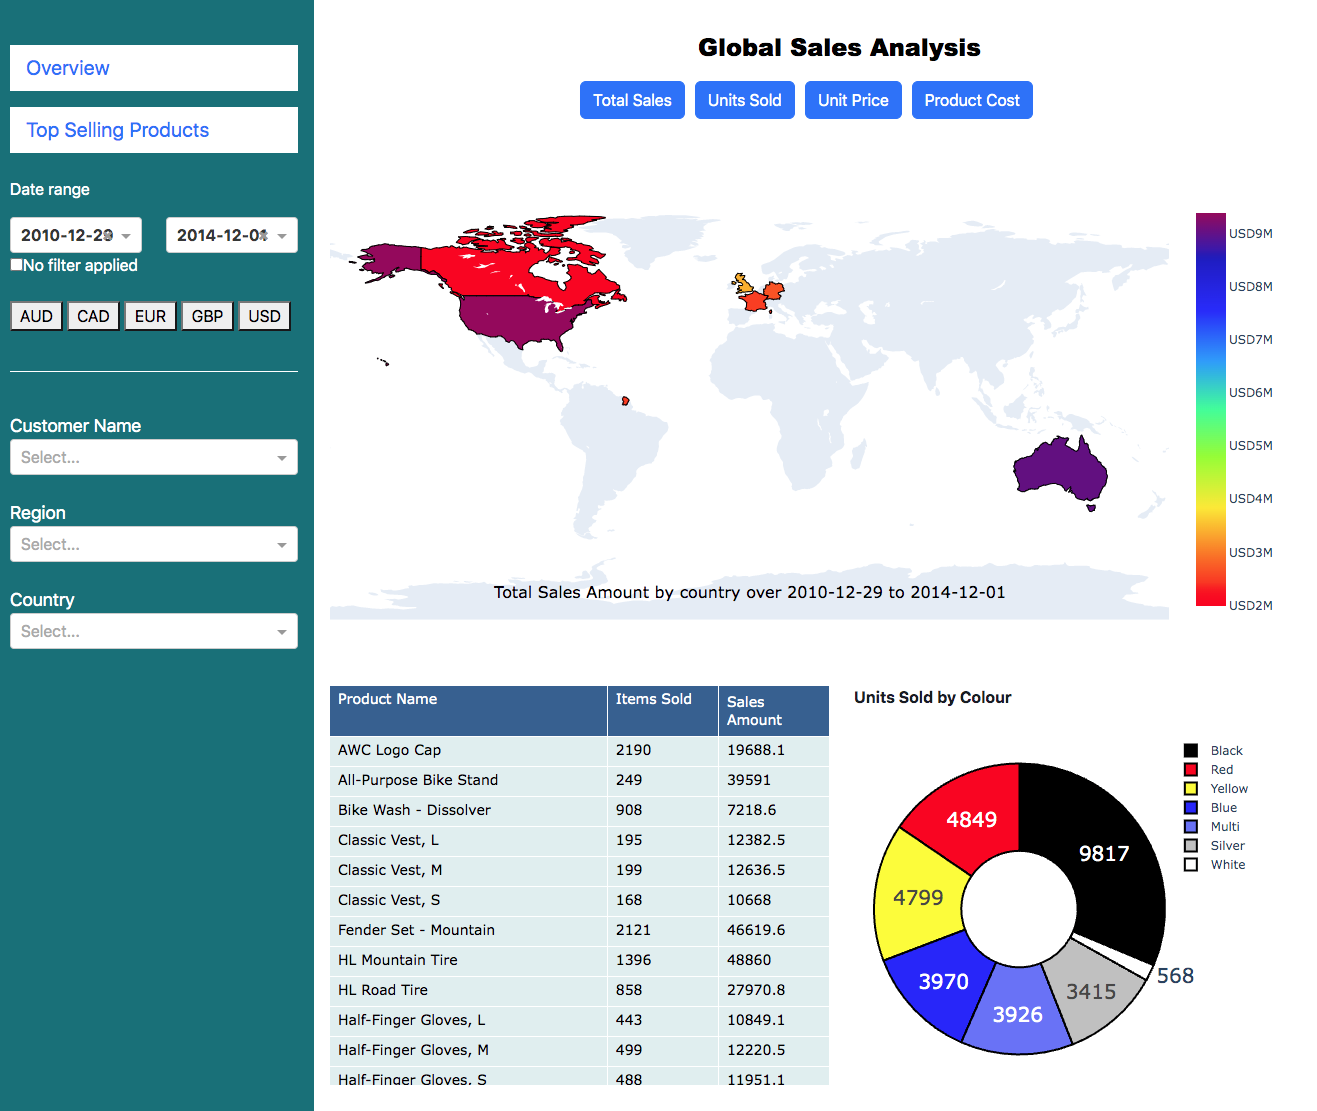 Overview
Top Selling Products
Date range
2010-12-29
2014-12-01
No filter applied
AUD CAD EUR GBP USD
Customer Name
Select...
Region
Select...
Country
Select...
Global Sales Analysis
Total Sales Units Sold Unit Price Product Cost
USD9M
USD8M
USD7M
USD6M
USD5M
USD4M
USD3M
USD2M
Total Sales Amount by country over 2010-12-29 to 2014-12-01
Product Name Items Sold Sales Amount
AWC Logo Cap 2190 19688.1
All-Purpose Bike Stand 249 39591
Bike Wash - Dissolver 908 7218.6
Classic Vest, L 195 12382.5
Classic Vest, M 199 12636.5
Classic Vest, S 168 10668
Fender Set - Mountain 2121 46619.6
HL Mountain Tire 1396 48860
HL Road Tire 858 27970.8
Half-Finger Gloves, L 443 10849.1
Half-Finger Gloves, M 499 12220.5
Half-Finger Gloves, S 488 11951.1
Units Sold by Colour
Black
Red
Yellow
Blue
Multi
Silver
White
4849
9817
4799
3970
3926
3415
568